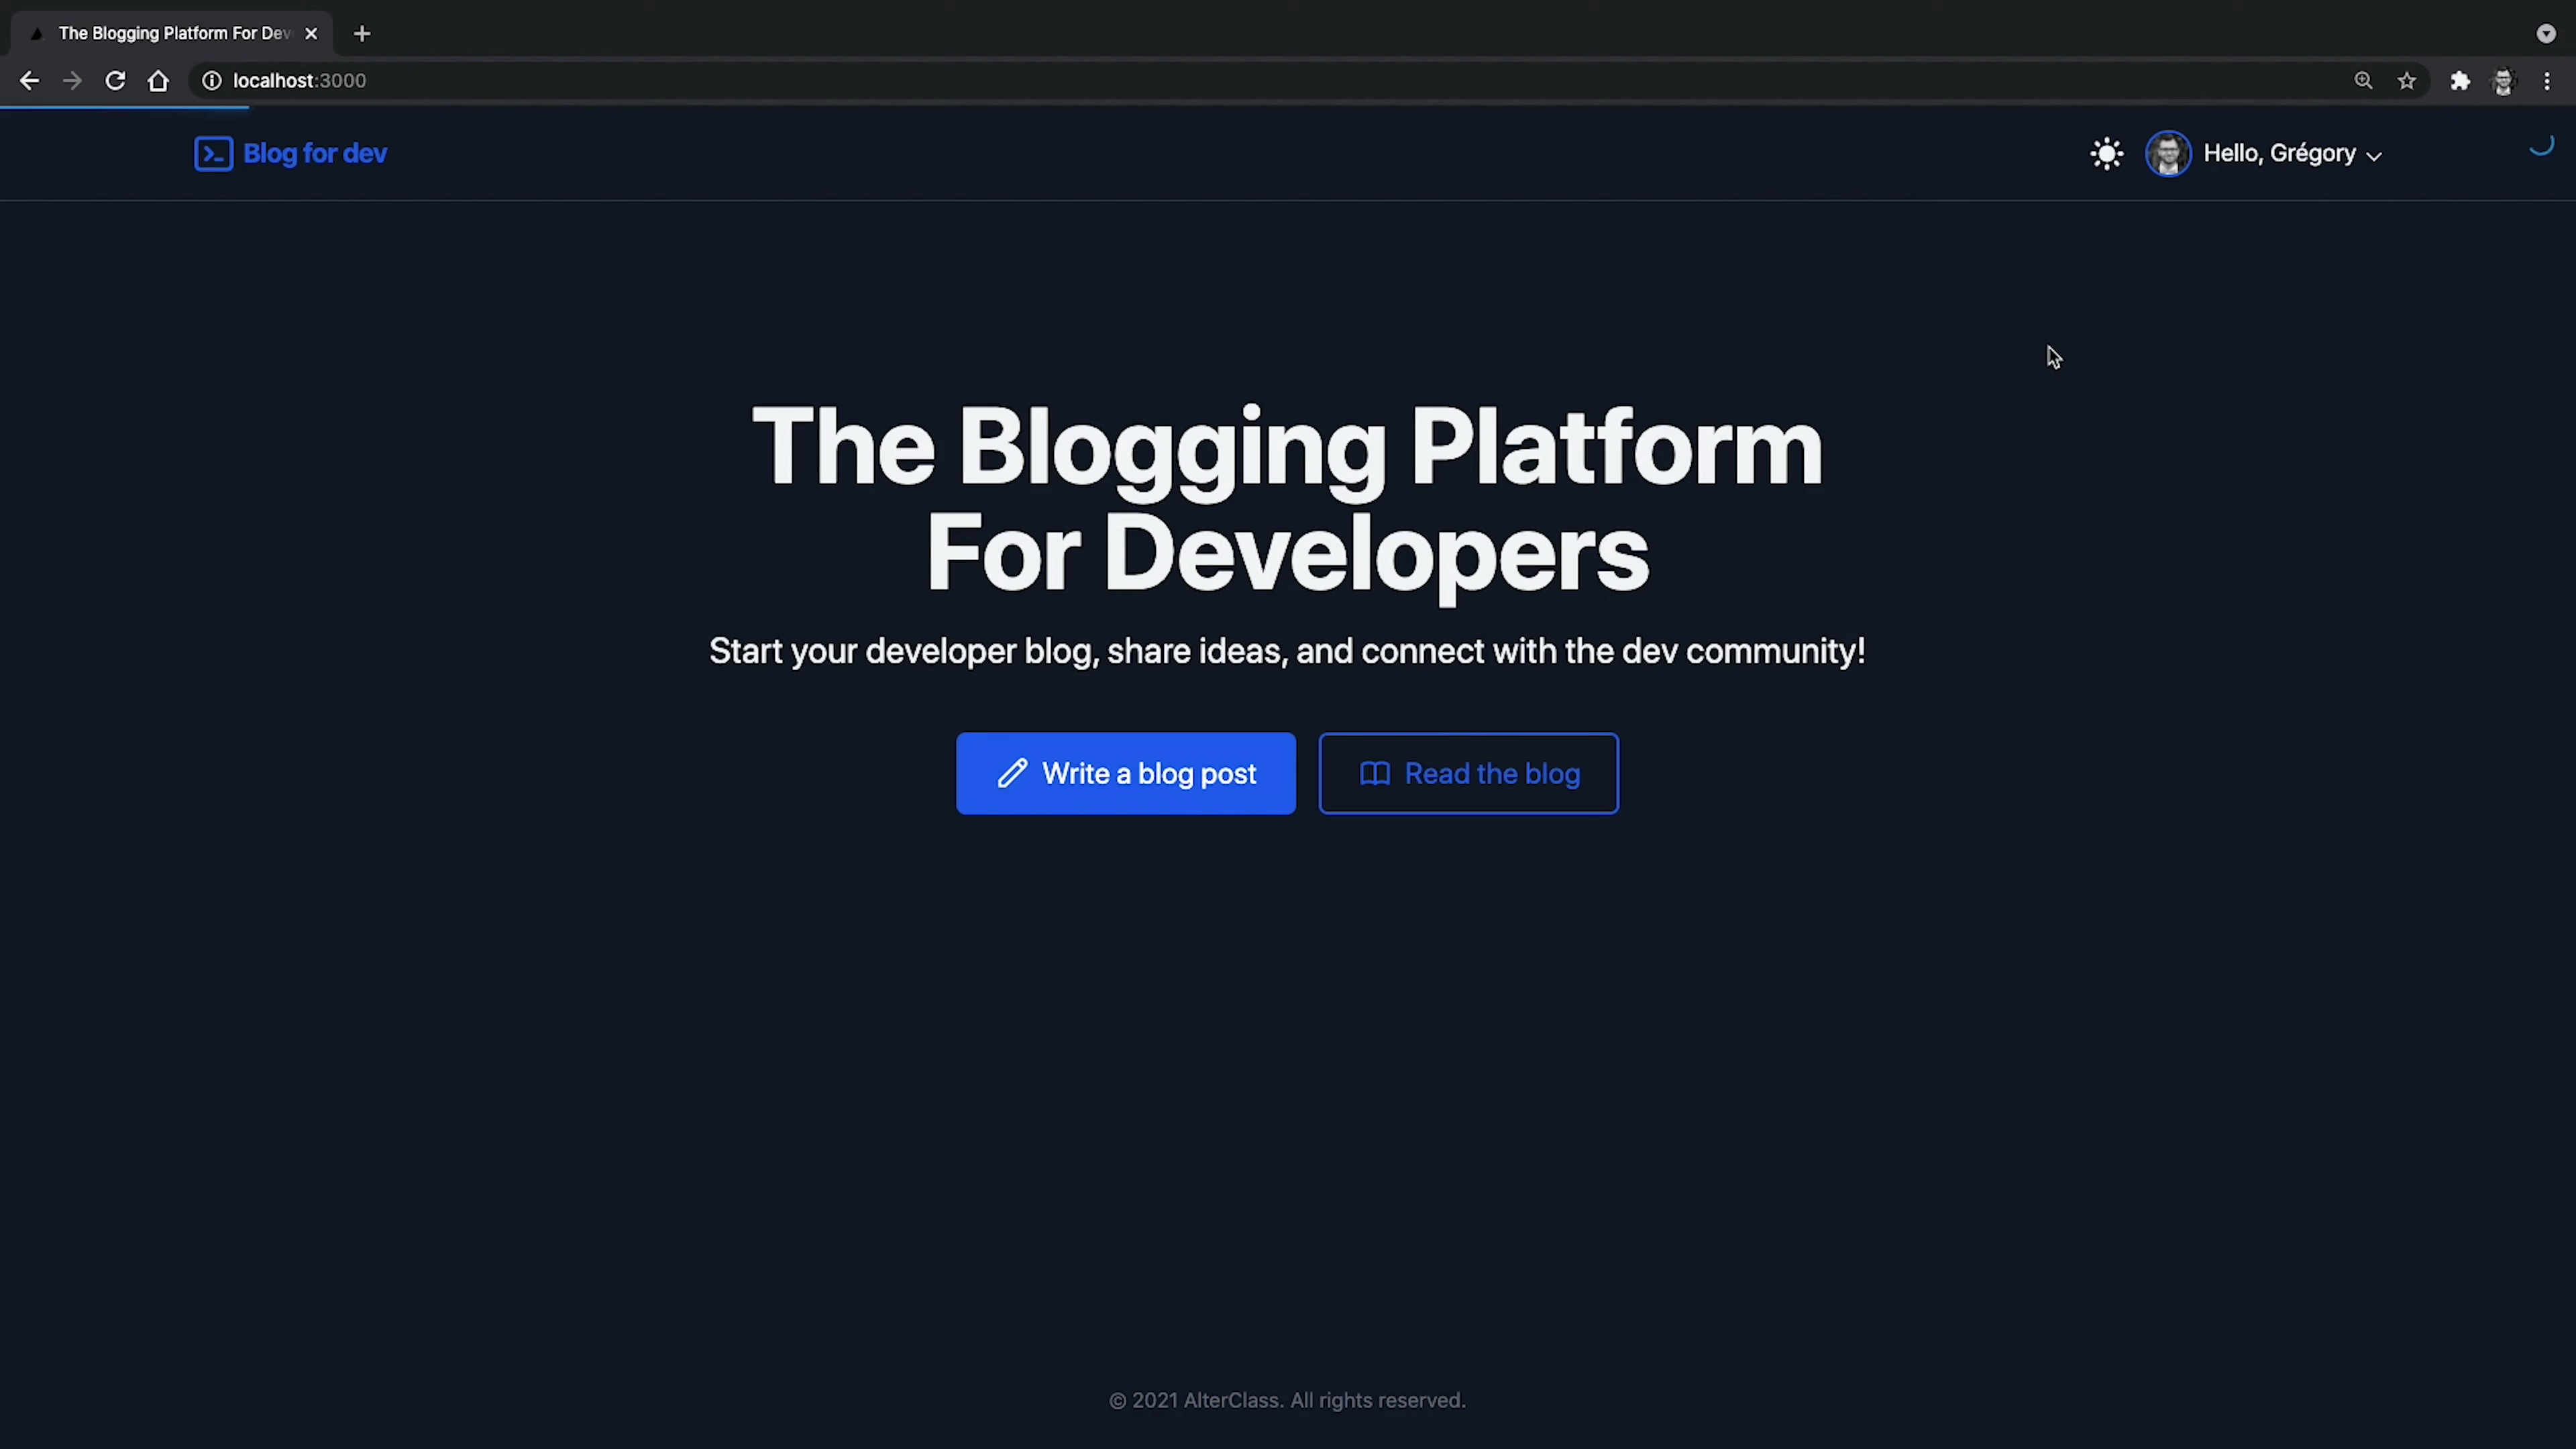 The Blogging Platform For Dev
localhost:3000
Blog for dev
Hello, Grégory
The Blogging Platform
For Developers
Start your developer blog, share ideas, and connect with the dev community!
Write a blog post
Read the blog
© 2021 AlterClass. All rights reserved.